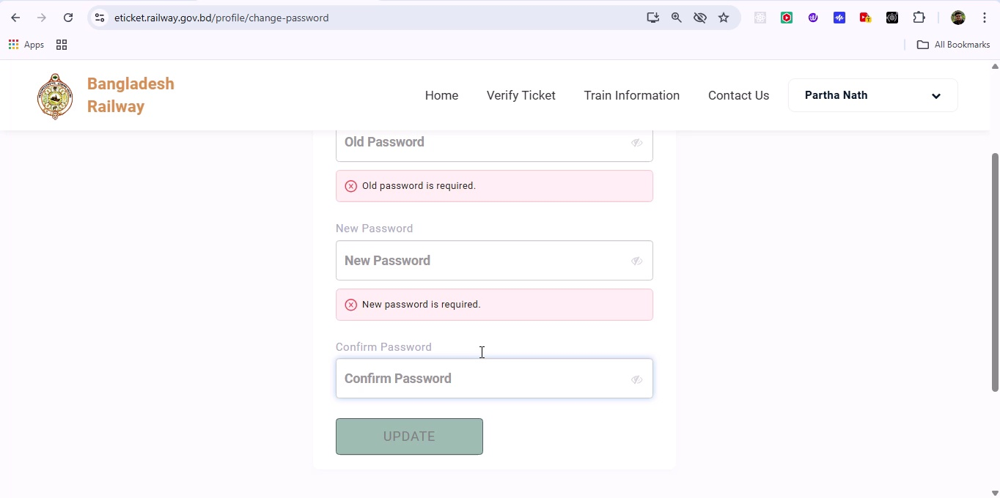 eticket.railway.gov.bd/profile/change-password
Apps
All Bookmarks
Bangladesh
Railway
Home
Verify Ticket
Train Information
Contact Us
Partha Nath
Old Password
Old password is required.
New Password
New Password
New password is required.
Confirm Password
Confirm Password
UPDATE